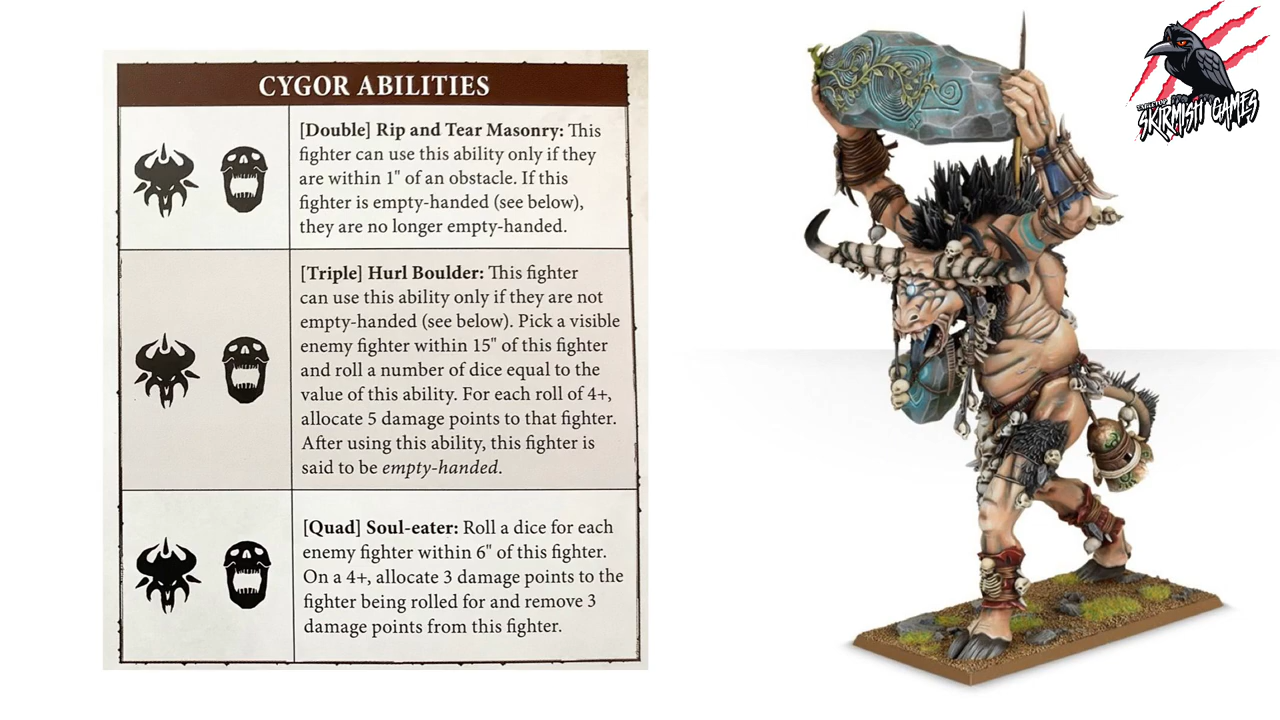 CYGOR ABILITIES
[Double] Rip and Tear Masonry: This
fighter can use this ability only if they
are within 1" of an obstacle. If this
fighter is empty-handed (see below),
they are no longer empty-handed.
[Triple] Hurl Boulder: This fighter
can use this ability only if they are not
empty-handed (see below). Pick a visible
enemy fighter within 15" of this fighter
and roll a number of dice equal to the
value of this ability. For each roll of 4+,
allocate 5 damage points to that fighter.
After using this ability, this fighter is
said to be empty-handed.
[Quad] Soul-eater: Roll a dice for each
enemy fighter within 6" of this fighter.
On a 4+, allocate 3 damage points to the
fighter being rolled for and remove 3
damage points from this fighter.
TABLETOP
SKIRMISH GAMES